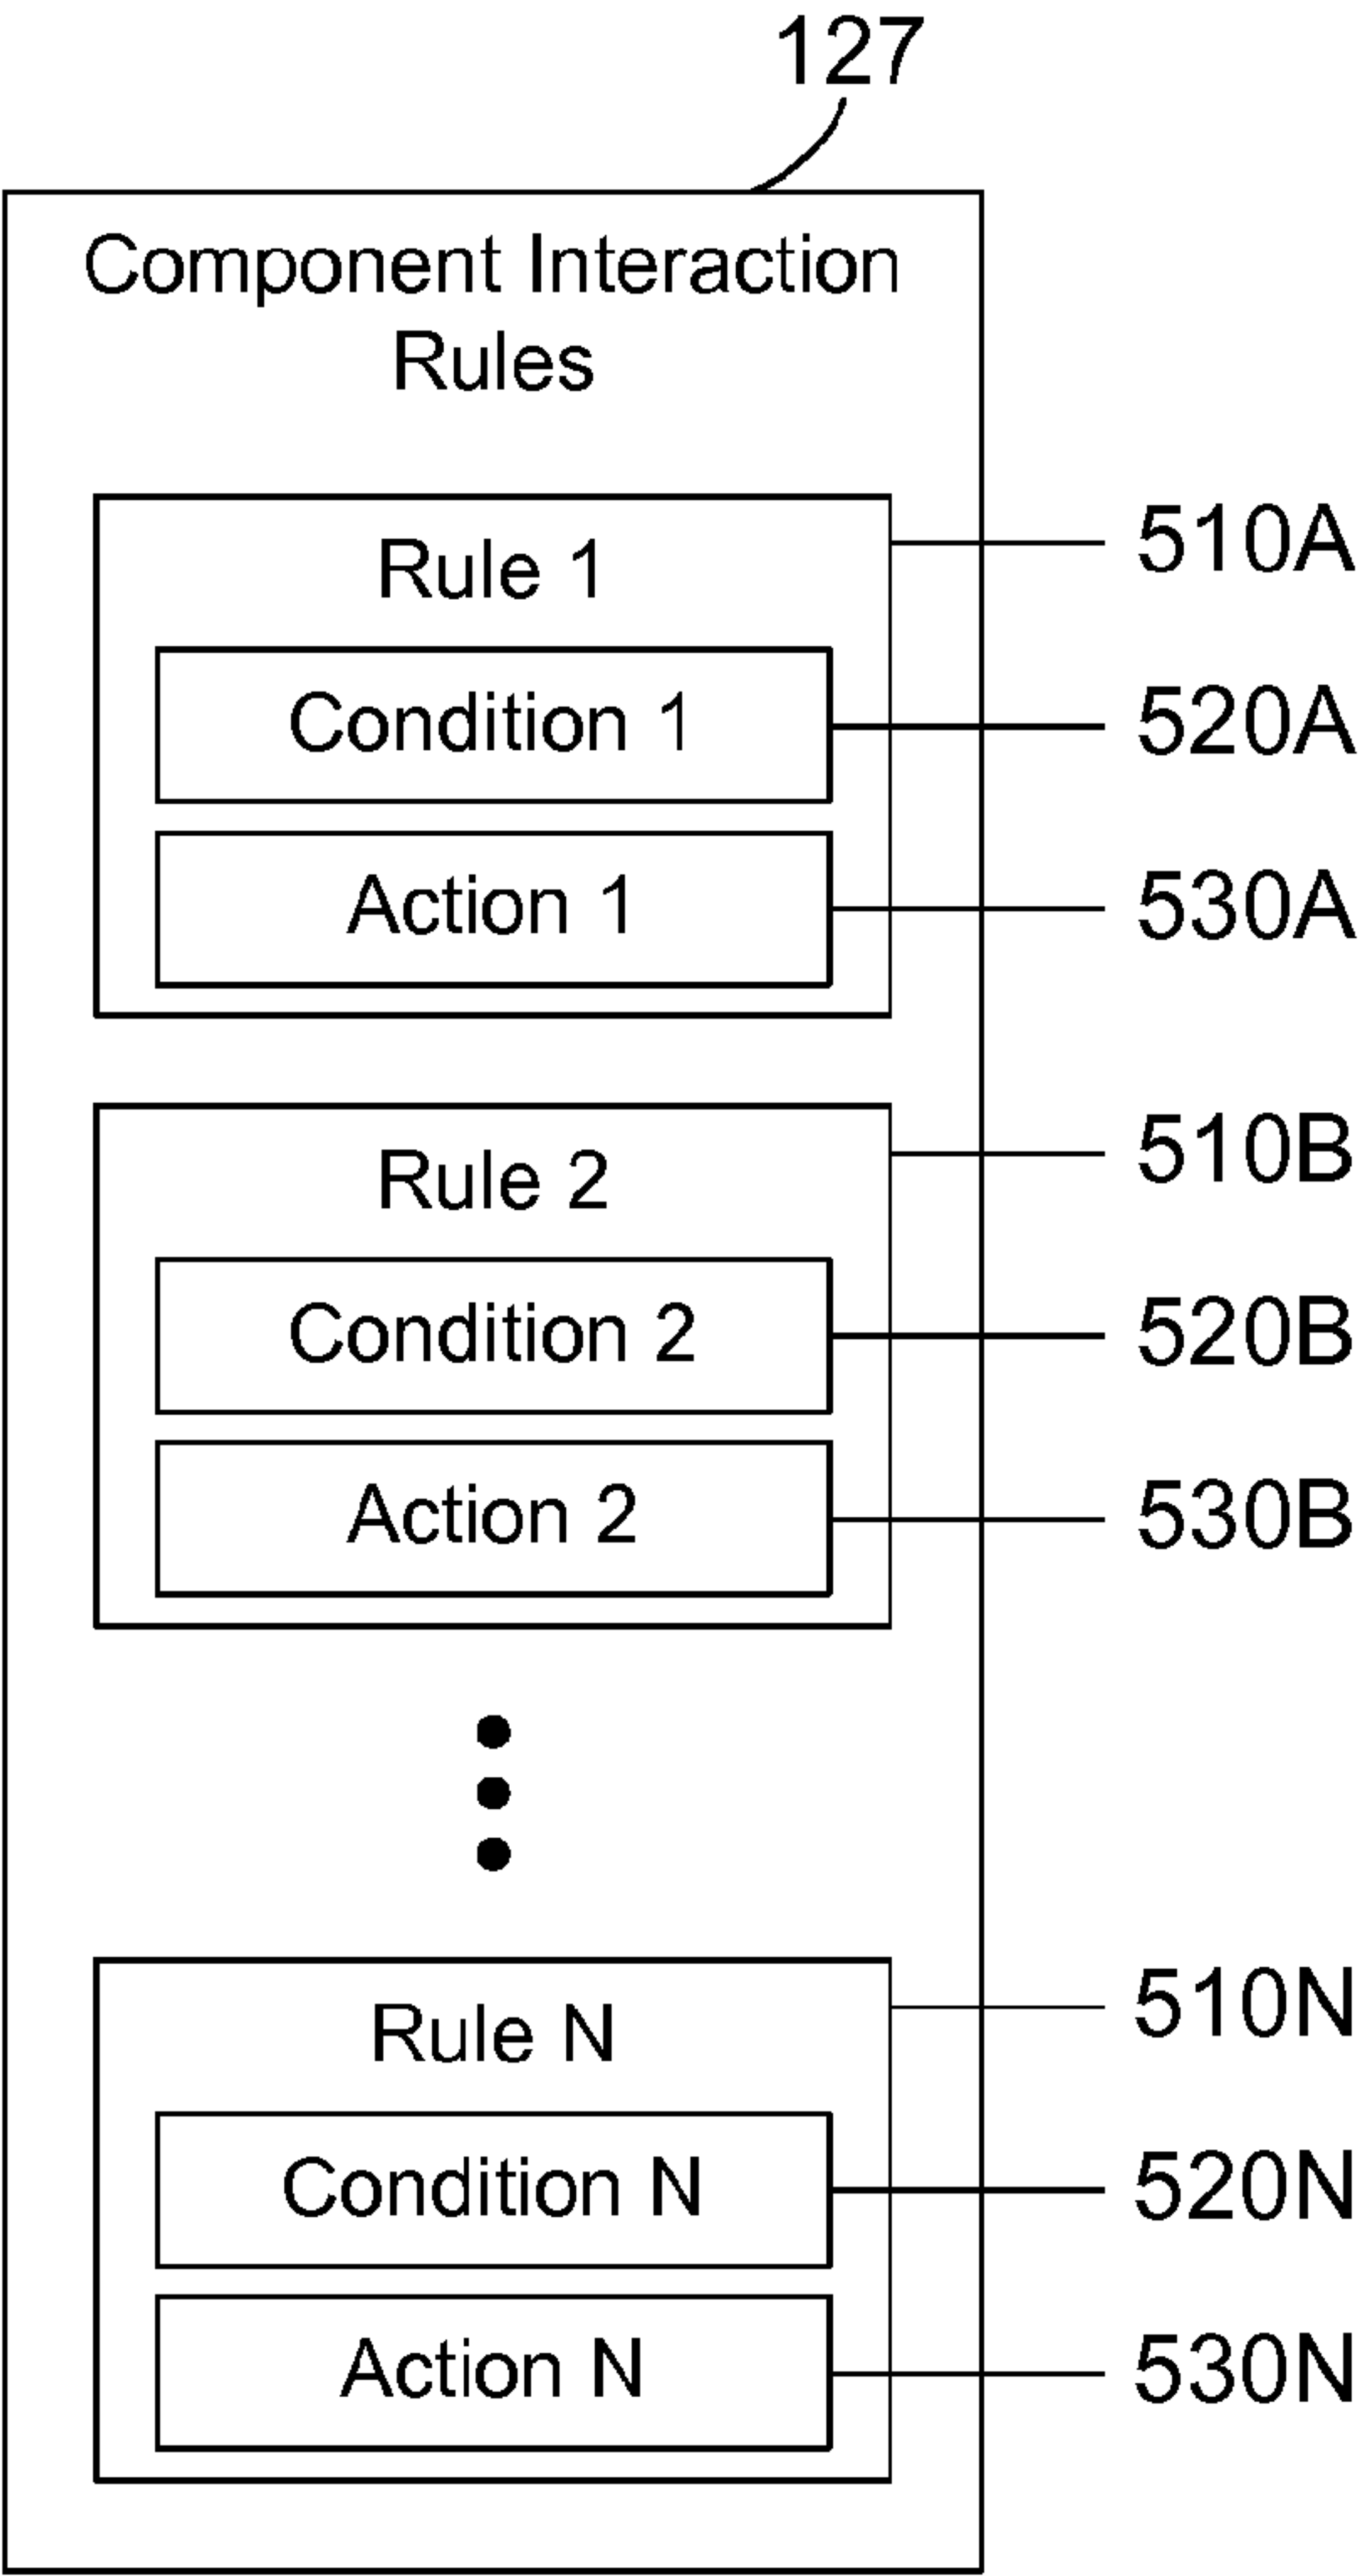 127
Component Interaction
Rules
Rule 1
510A
Condition 1
520A
Action 1
530A
Rule 2
510B
Condition 2
520B
Action 2
530B
Rule N
510N
Condition N
520N
Action N
530N